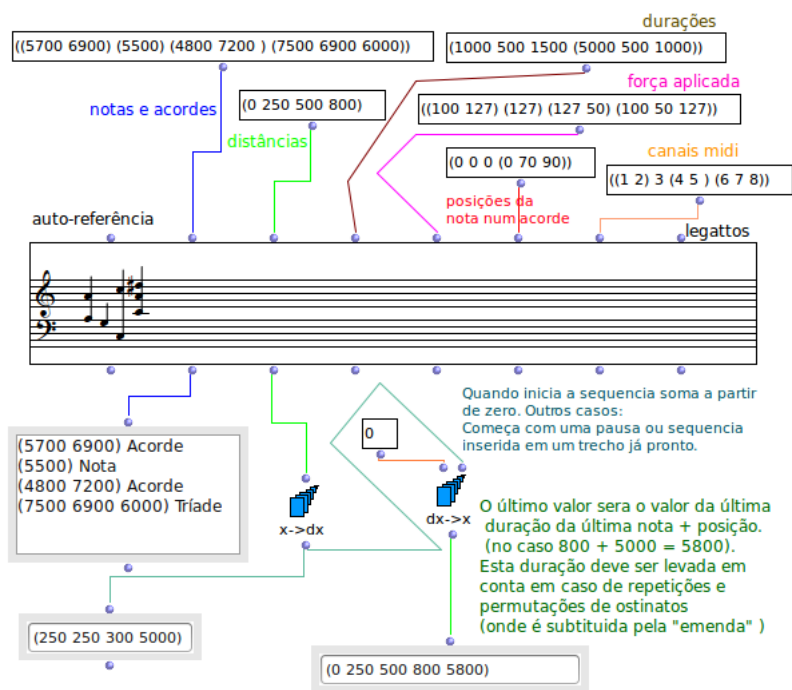 durações
((5700 6900) (5500) (4800 7200 ) (7500 6900 6000))
(1000 500 1500 (5000 500 1000))
força aplicada
notas e acordes
(0 250 500 800)
((100 127) (127) (127 50) (100 50 127))
distâncias
canais midi
(0 0 0 (0 70 90))
((1 2) 3 (4 5 ) (6 7 8))
posições da
nota num acorde
auto-referência
legattos
Quando inicia a sequencia soma a partir
de zero. Outros casos:
Começa com uma pausa ou sequencia
inserida em um trecho já pronto.
0
(5700 6900) Acorde
(5500) Nota
(4800 7200) Acorde
(7500 6900 6000) Tríade
x->dx
dx->x
O último valor sera o valor da última
duração da última nota + posição.
(no caso 800 + 5000 = 5800).
Esta duração deve ser levada em
conta em caso de repetições e
permutações de ostinatos
(onde é subtituida pela "emenda" )
(250 250 300 5000)
(0 250 500 800 5800)